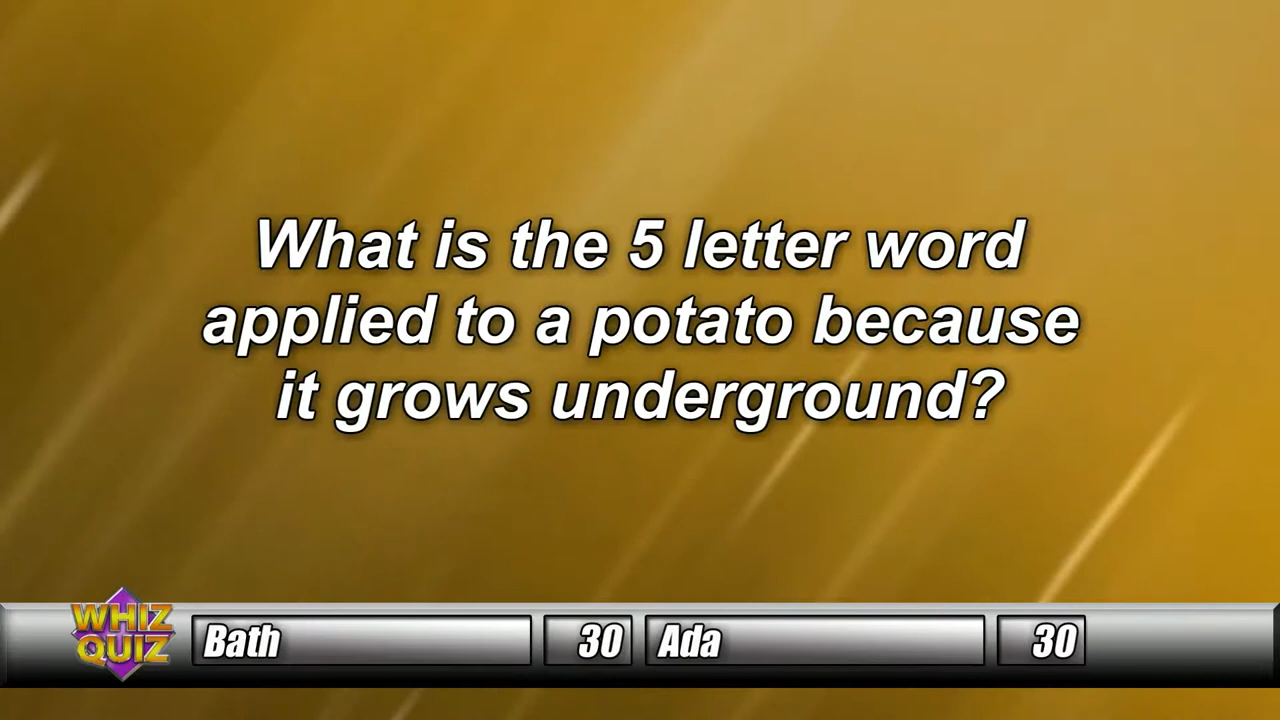 What is the 5 letter word
applied to a potato because
it grows underground?
WHIZ
QUIZ
Bath 30 Ada 30